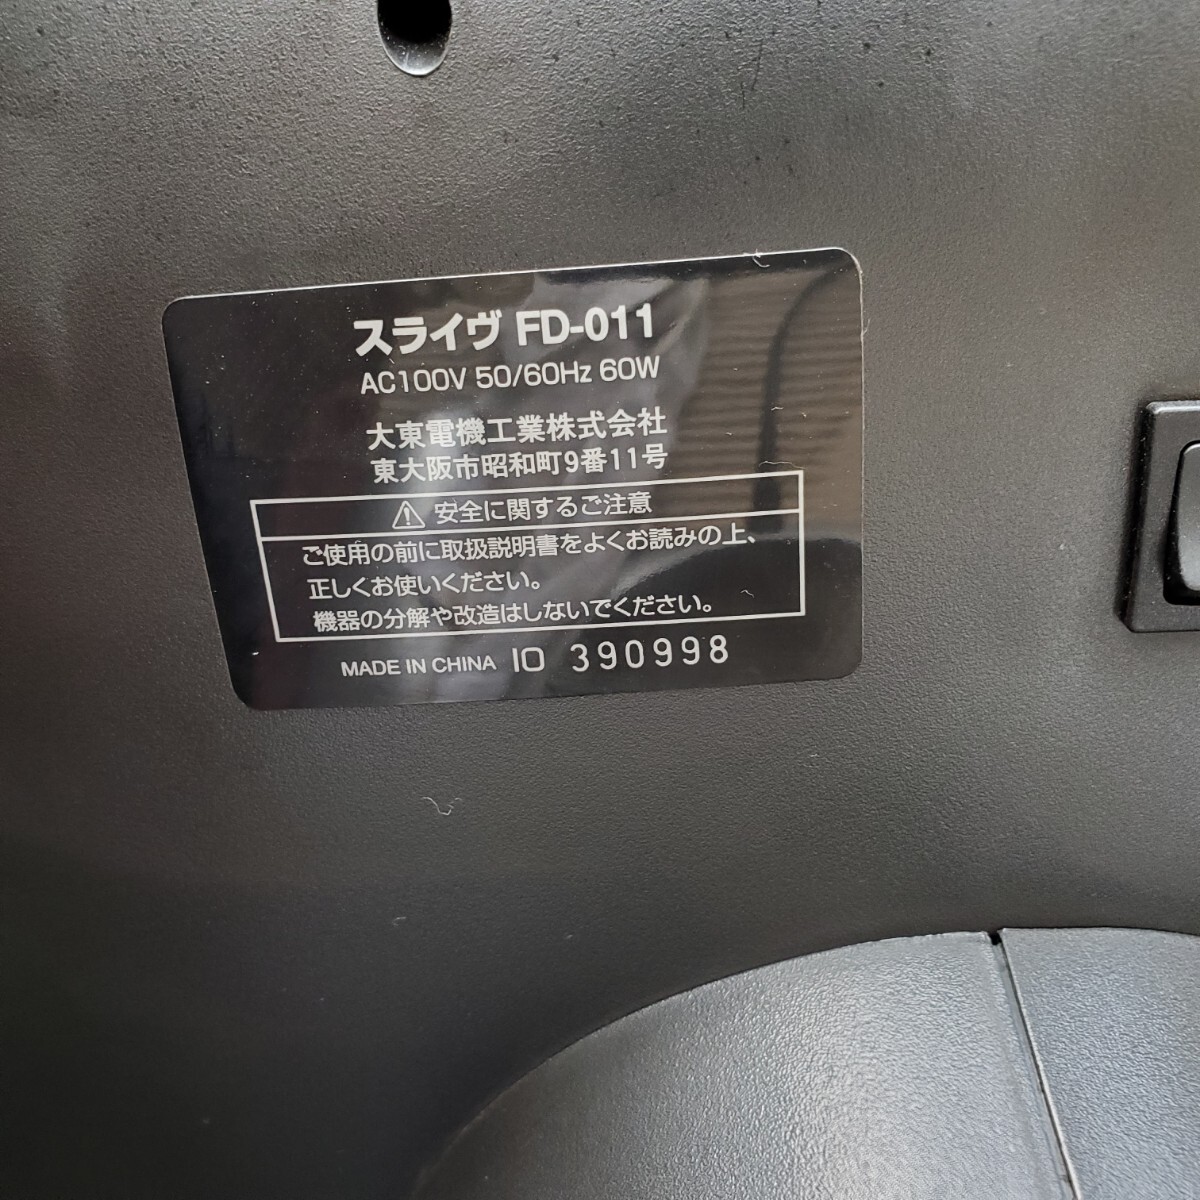 スライヴ FD-011
AC100V 50/60Hz 60W
大東電機工業株式会社
東大阪市昭和町9番11号
⚠ 安全に関するご注意
ご使用の前に取扱説明書をよくお読みの上、
正しくお使いください。
機器の分解や改造はしないでください。
MADE IN CHINA IO 390998